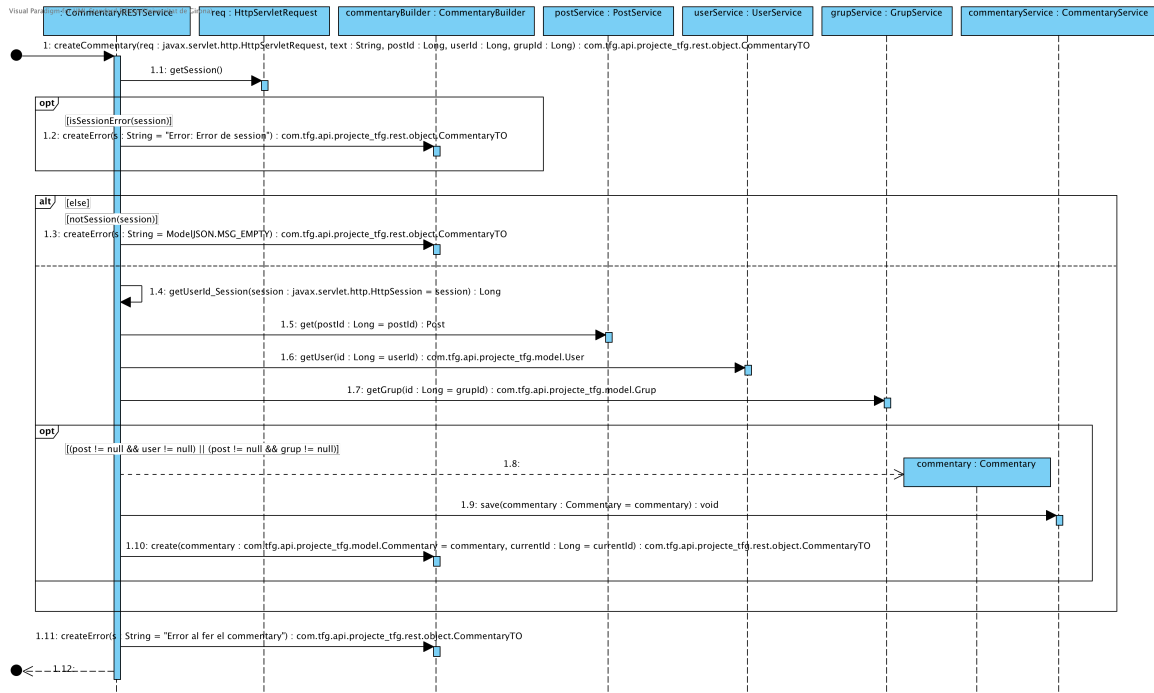 : CommentaryRESTService
req : HttpServletRequest
commentaryBuilder : CommentaryBuilder
postService : PostService
userService : UserService
grupService : GrupService
commentaryService : CommentaryService
1: createCommentary(req : javax.servlet.http.HttpServletRequest, text : String, postId : Long, userId : Long, grupId : Long) : com.tfg.api.projecte_tfg.rest.object.CommentaryTO
1.1: getSession()
opt
[isSessionError(session)]
1.2: createError(s : String = "Error: Error de session") : com.tfg.api.projecte_tfg.rest.object.CommentaryTO
alt
[else]
[notSession(session)]
1.3: createError(s : String = ModelJSON.MSG_EMPTY) : com.tfg.api.projecte_tfg.rest.object.CommentaryTO
1.4: getUserId_Session(session : javax.servlet.http.HttpSession = session) : Long
1.5: get(postId : Long = postId) : Post
1.6: getUser(id : Long = userId) : com.tfg.api.projecte_tfg.model.User
1.7: getGrup(id : Long = grupId) : com.tfg.api.projecte_tfg.model.Grup
opt
[(post != null && user != null) || (post != null && grup != null)]
1.8:
commentary : Commentary
1.9: save(commentary : Commentary = commentary) : void
1.10: create(commentary : com.tfg.api.projecte_tfg.model.Commentary = commentary, currentId : Long = currentId) : com.tfg.api.projecte_tfg.rest.object.CommentaryTO
1.11: createError(s : String = "Error al fer el commentary") : com.tfg.api.projecte_tfg.rest.object.CommentaryTO
1.12: